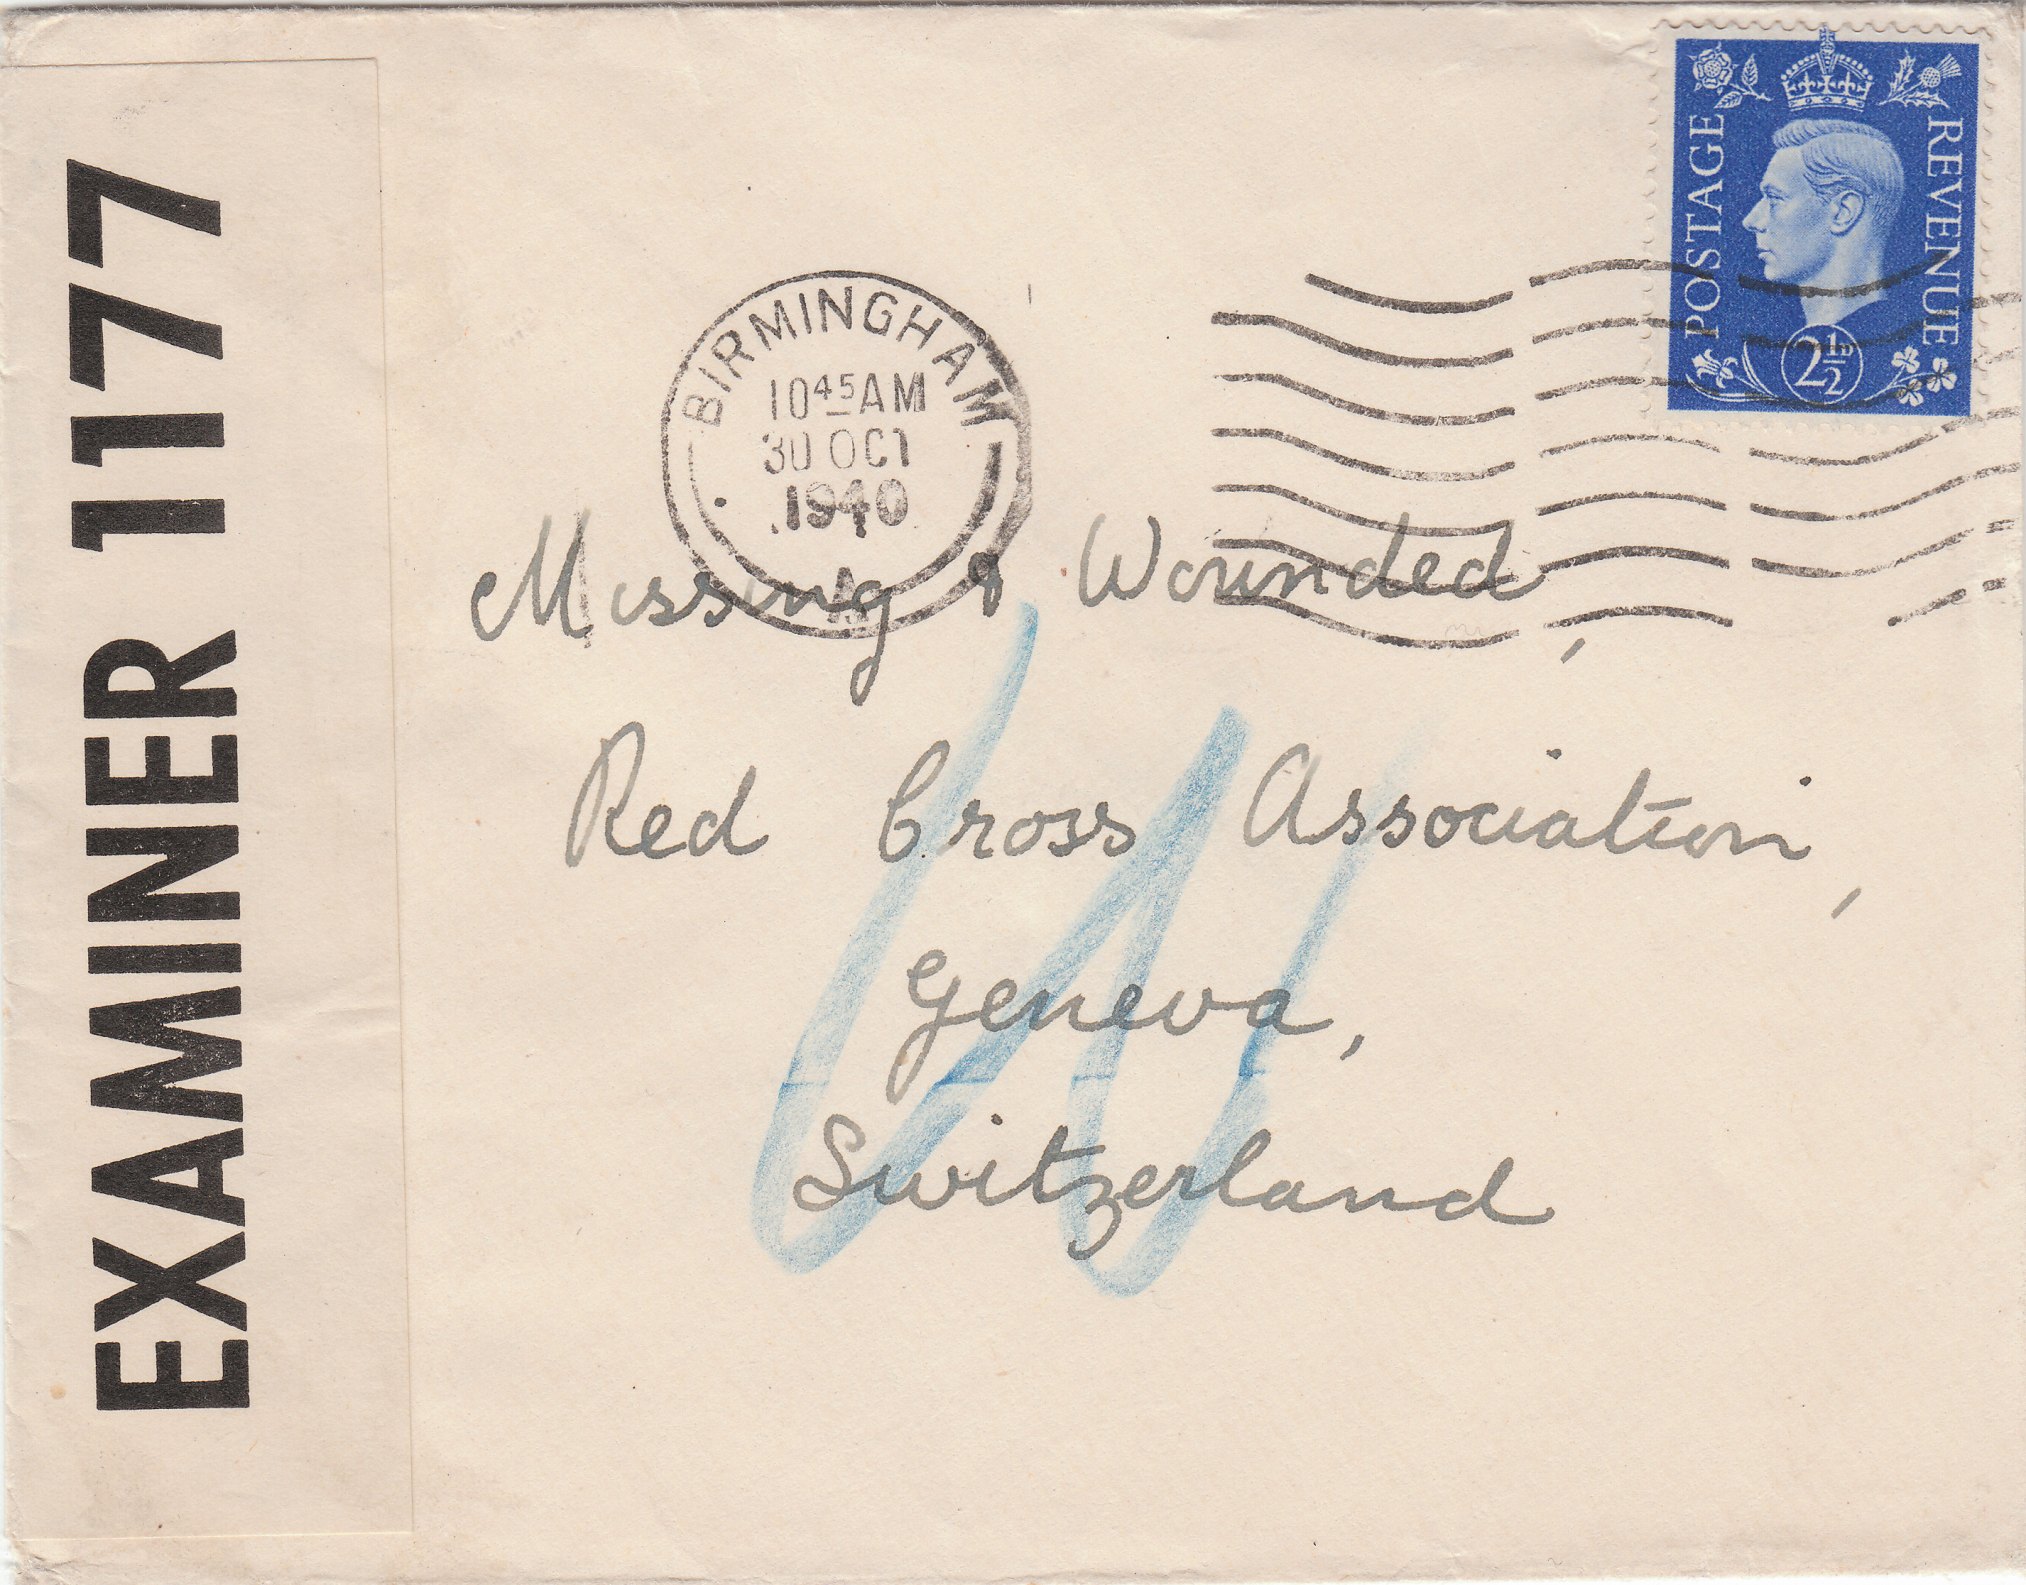 EXAMINER 1177
POSTAGE
REVENUE
2½D
BIRMINGHAM
10 45 AM
30 OCT
1940
Missing & Wounded,
Red Cross Association,
Geneva,
Switzerland